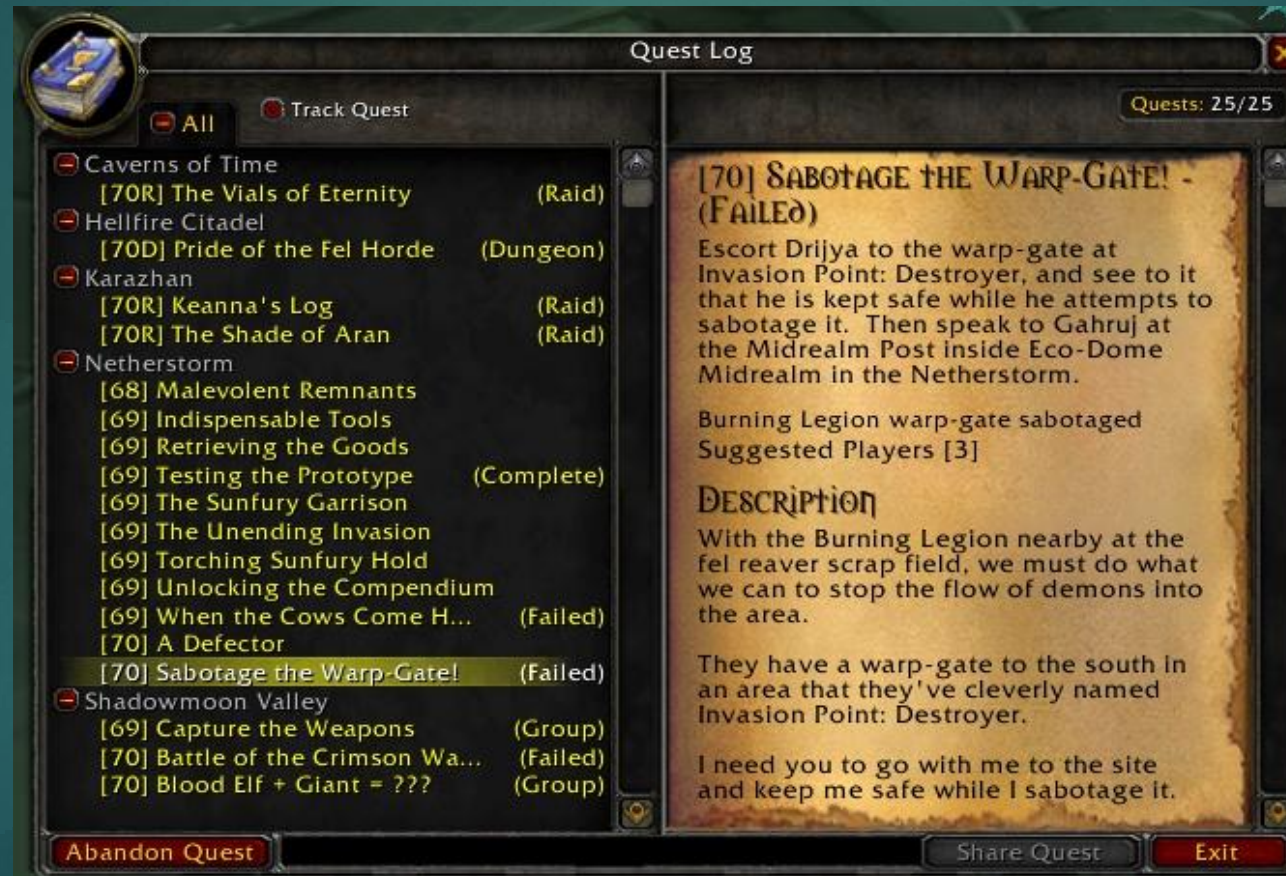 Quest Log
All
Track Quest
Quests: 25/25
Caverns of Time
[70R] The Vials of Eternity (Raid)
Hellfire Citadel
[70D] Pride of the Fel Horde (Dungeon)
Karazhan
[70R] Keanna's Log (Raid)
[70R] The Shade of Aran (Raid)
Netherstorm
[68] Malevolent Remnants
[69] Indispensable Tools
[69] Retrieving the Goods
[69] Testing the Prototype (Complete)
[69] The Sunfury Garrison
[69] The Unending Invasion
[69] Torching Sunfury Hold
[69] Unlocking the Compendium
[69] When the Cows Come H... (Failed)
[70] A Defector
[70] Sabotage the Warp-Gate! (Failed)
Shadowmoon Valley
[69] Capture the Weapons (Group)
[70] Battle of the Crimson Wa... (Failed)
[70] Blood Elf + Giant = ??? (Group)
[70] Sabotage the Warp-Gate! -
(Failed)
Escort Drijya to the warp-gate at
Invasion Point: Destroyer, and see to it
that he is kept safe while he attempts to
sabotage it. Then speak to Gahruj at
the Midrealm Post inside Eco-Dome
Midrealm in the Netherstorm.
Burning Legion warp-gate sabotaged
Suggested Players [3]
Description
With the Burning Legion nearby at the
fel reaver scrap field, we must do what
we can to stop the flow of demons into
the area.
They have a warp-gate to the south in
an area that they've cleverly named
Invasion Point: Destroyer.
I need you to go with me to the site
and keep me safe while I sabotage it.
Abandon Quest
Share Quest
Exit